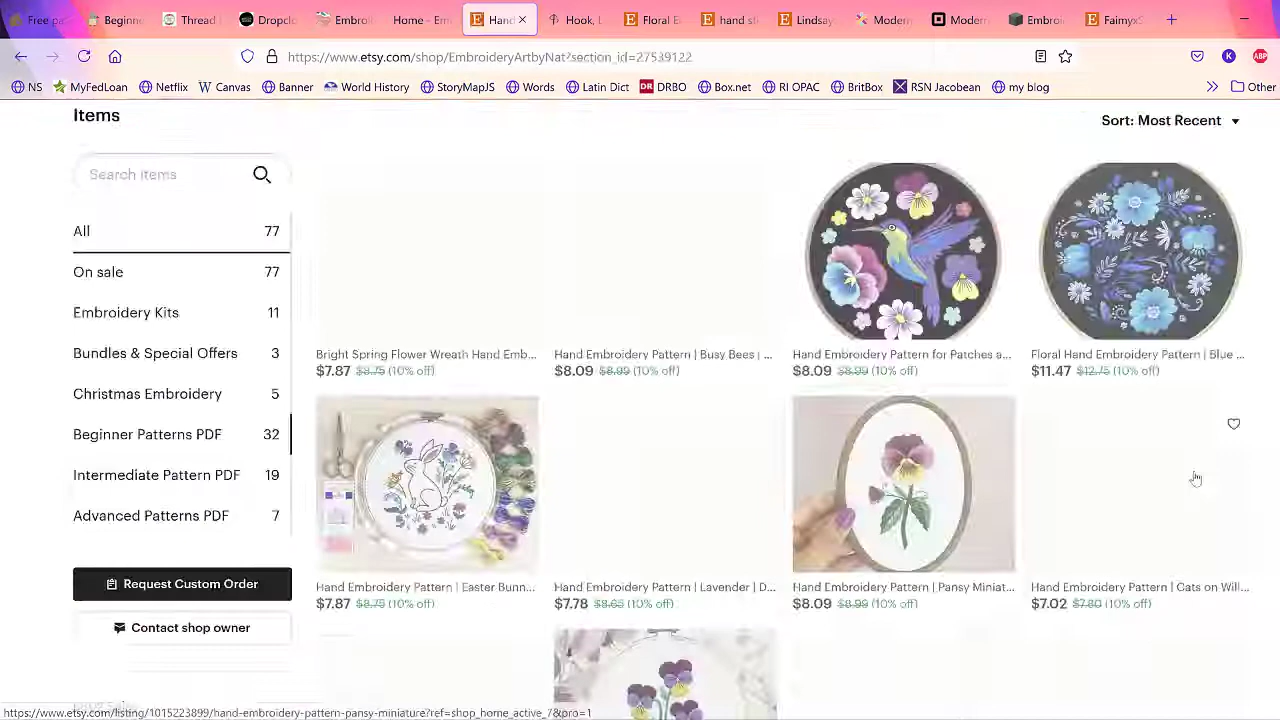 Free pa
Beginne
Thread
Dropclo
Embroi
Home - Em
Hand
Hook, L
Floral E
hand sti
Lindsay
Modern
Modern
Embroi
FaimyxS
https://www.etsy.com/shop/EmbroideryArtbyNat?section_id=27539122
K
ABP
NS
MyFedLoan
Netflix
Canvas
Banner
World History
StoryMapJS
Words
Latin Dict
DR DRBO
Box.net
RI OPAC
BritBox
RSN Jacobean
my blog
Other
Items
Sort: Most Recent
Search items
All 77
On sale 77
Embroidery Kits 11
Bundles & Special Offers 3
Christmas Embroidery 5
Beginner Patterns PDF 32
Intermediate Pattern PDF 19
Advanced Patterns PDF 7
Request Custom Order
Contact shop owner
Bright Spring Flower Wreath Hand Emb...
$7.87 $8.75 (10% off)
Hand Embroidery Pattern | Busy Bees | ...
$8.09 $8.99 (10% off)
Hand Embroidery Pattern for Patches a...
$8.09 $8.99 (10% off)
Floral Hand Embroidery Pattern | Blue ...
$11.47 $12.75 (10% off)
Hand Embroidery Pattern | Easter Bunn...
$7.87 $8.75 (10% off)
Hand Embroidery Pattern | Lavender | D...
$7.78 $8.65 (10% off)
Hand Embroidery Pattern | Pansy Miniat...
$8.09 $8.99 (10% off)
Hand Embroidery Pattern | Cats on Will...
$7.02 $7.80 (10% off)
https://www.etsy.com/listing/1015223899/hand-embroidery-pattern-pansy-miniature?ref=shop_home_active_7&pro=1